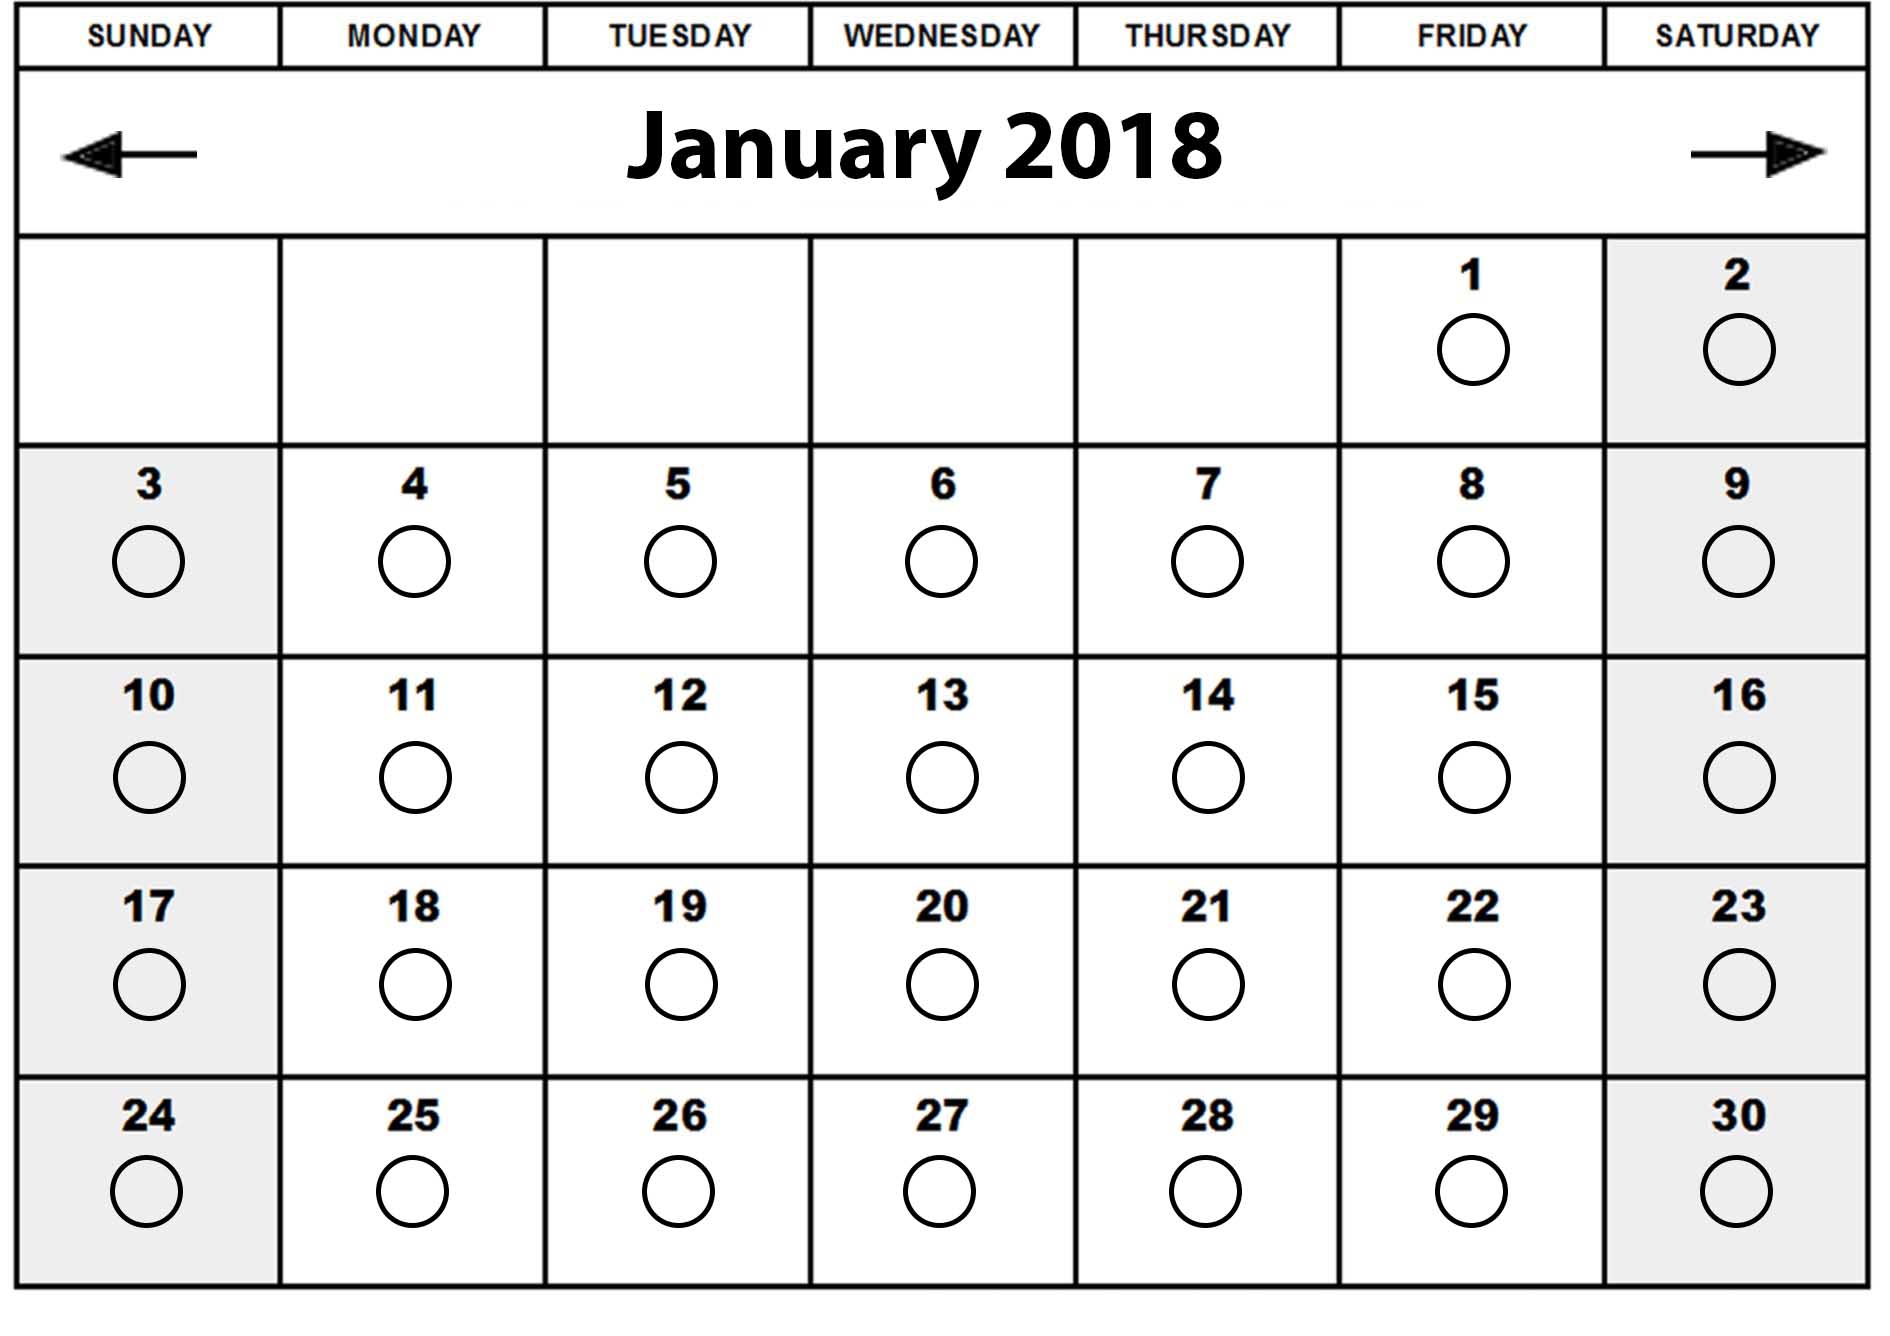 SUNDAY MONDAY TUESDAY WEDNESDAY THURSDAY FRIDAY SATURDAY
January 2018
1 2
3 4 5 6 7 8 9
10 11 12 13 14 15 16
17 18 19 20 21 22 23
24 25 26 27 28 29 30